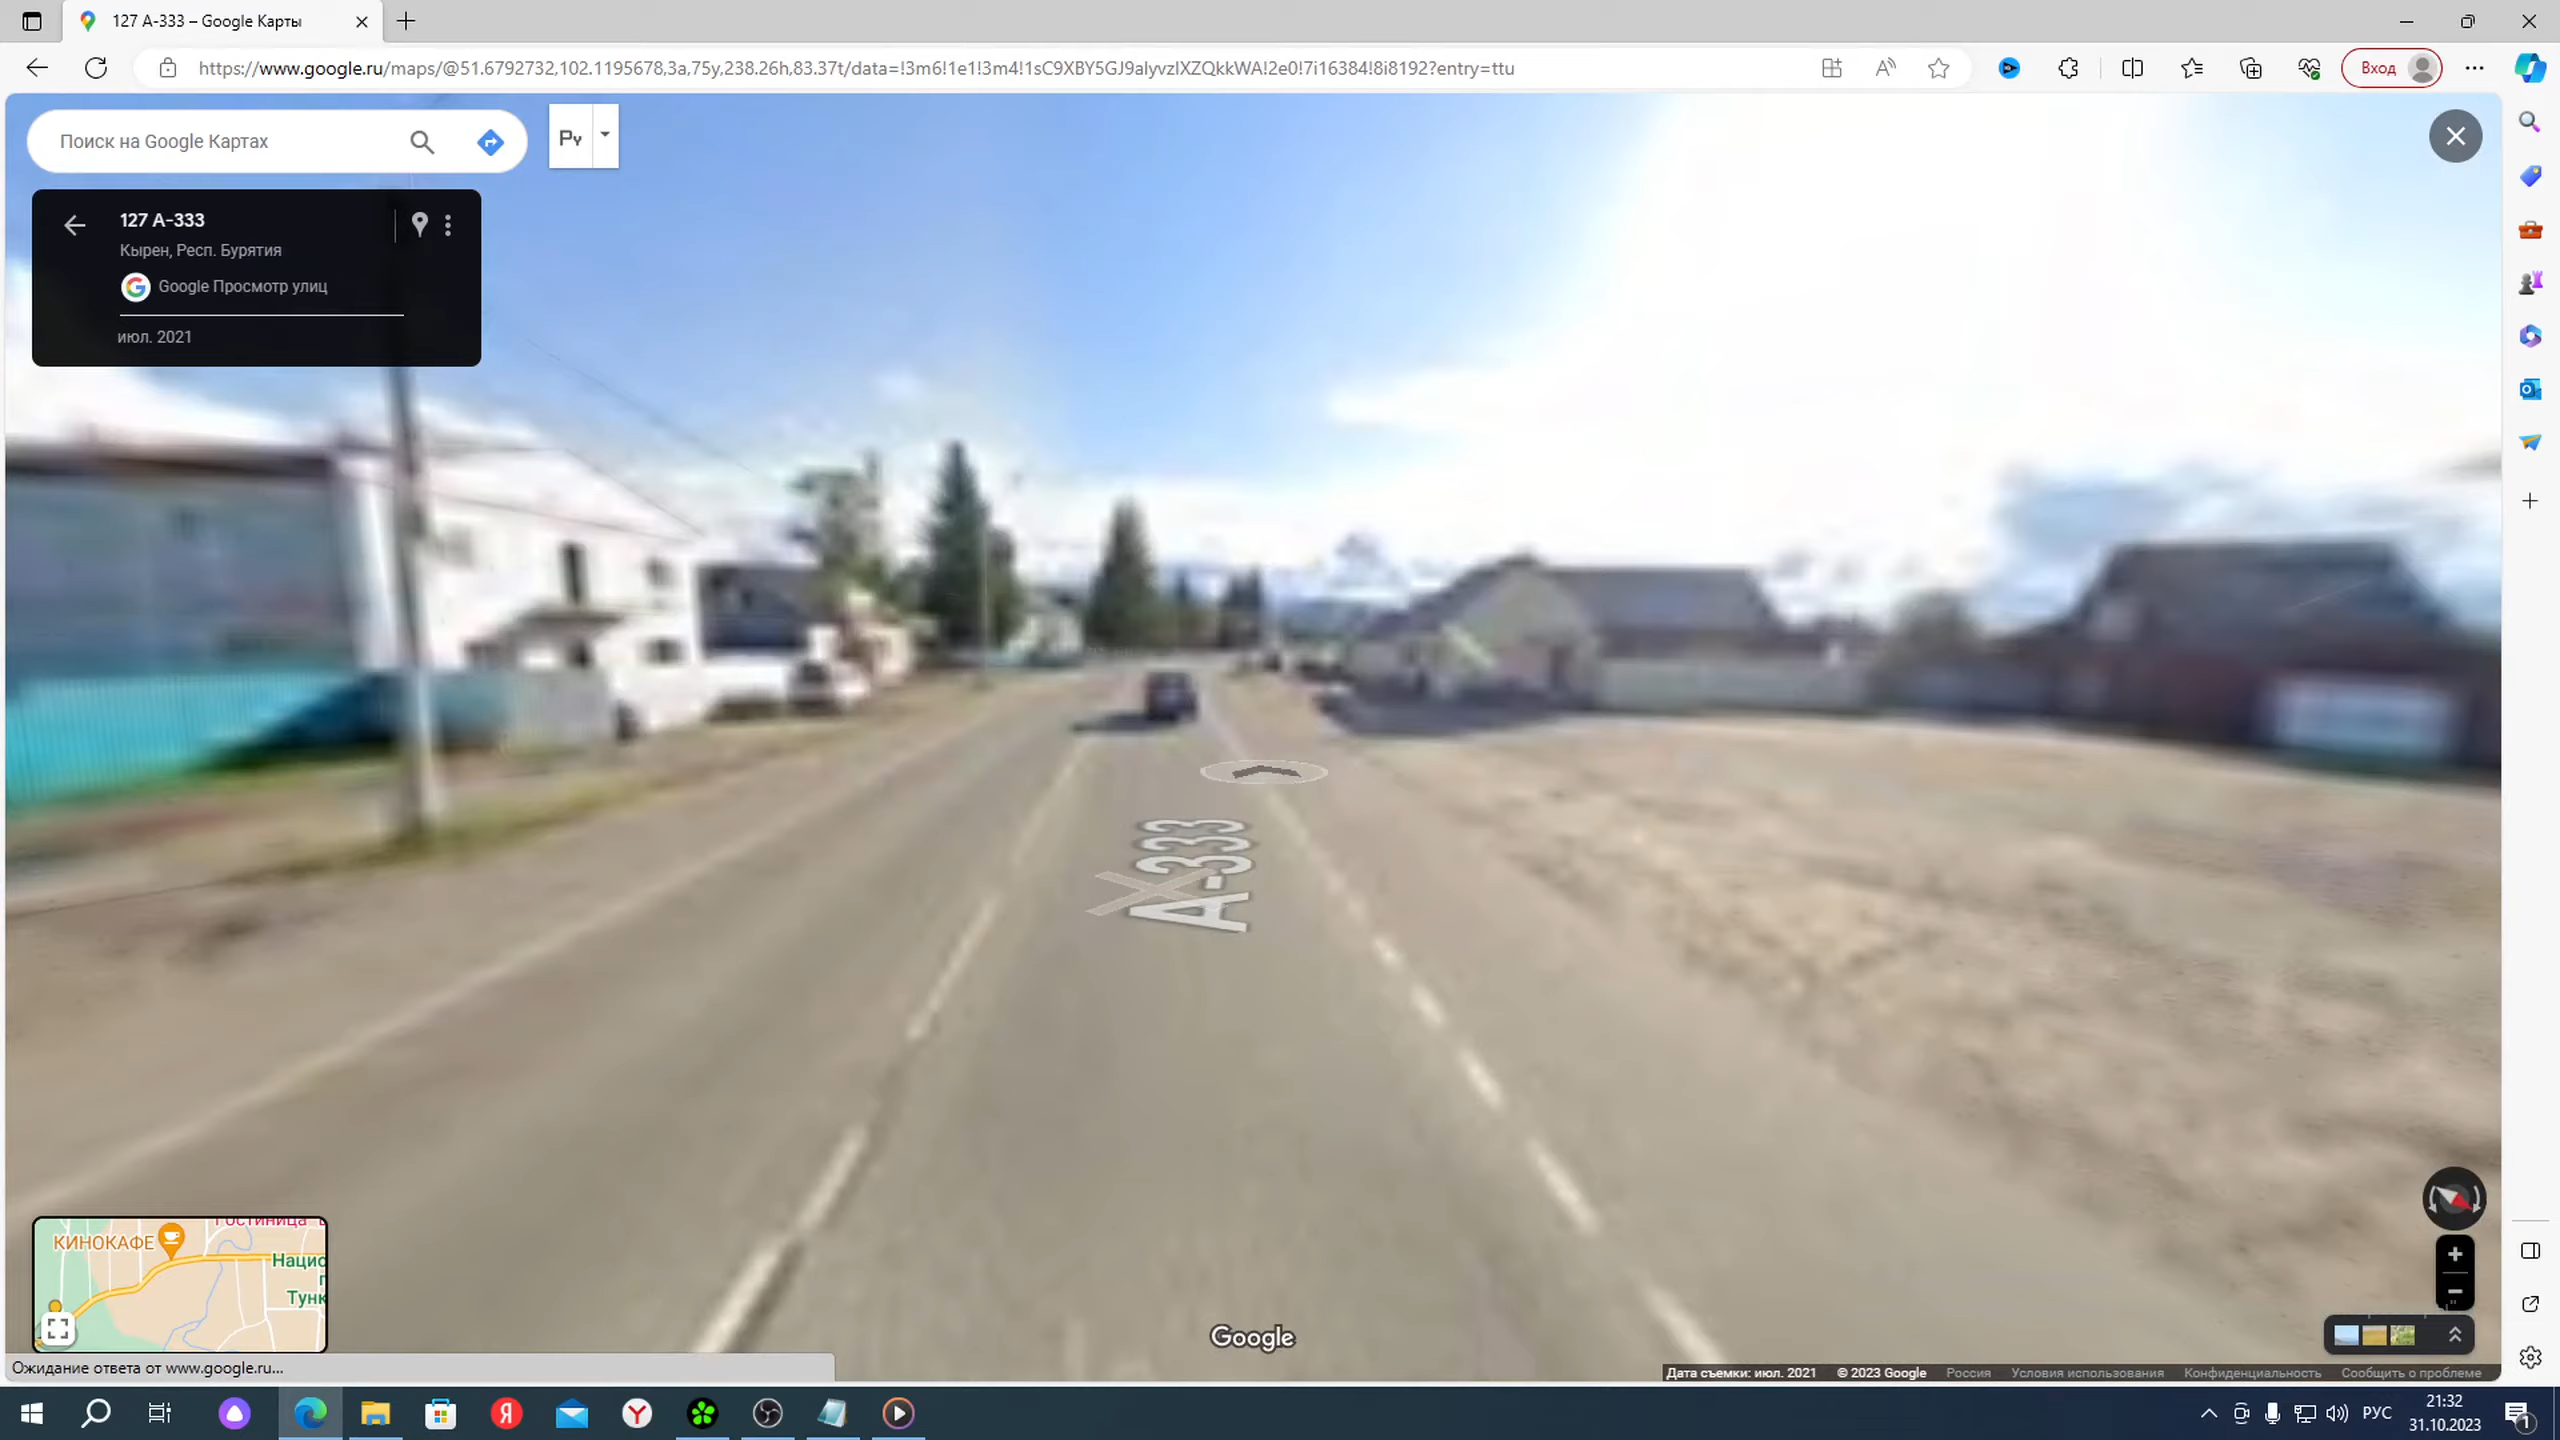 127 А-333 – Google Карты
https://www.google.ru/maps/@51.6792732,102.1195678,3a,75y,238.26h,83.37t/data=!3m6!1e1!3m4!1sC9XBY5GJ9alyvzlXZQkkWA!2e0!7i16384!8i8192?entry=ttu
Вход
Поиск на Google Картах
127 А-333
Кырен, Респ. Бурятия
Google Просмотр улиц
июл. 2021
А-333
КИНОКАФЕ
Гостиница
Нацио
Тунк
Google
Ожидание ответа от www.google.ru...
Дата съемки: июл. 2021 © 2023 Google Россия Условия использования Конфиденциальность Сообщить о проблеме
РУС
21:32
31.10.2023
1